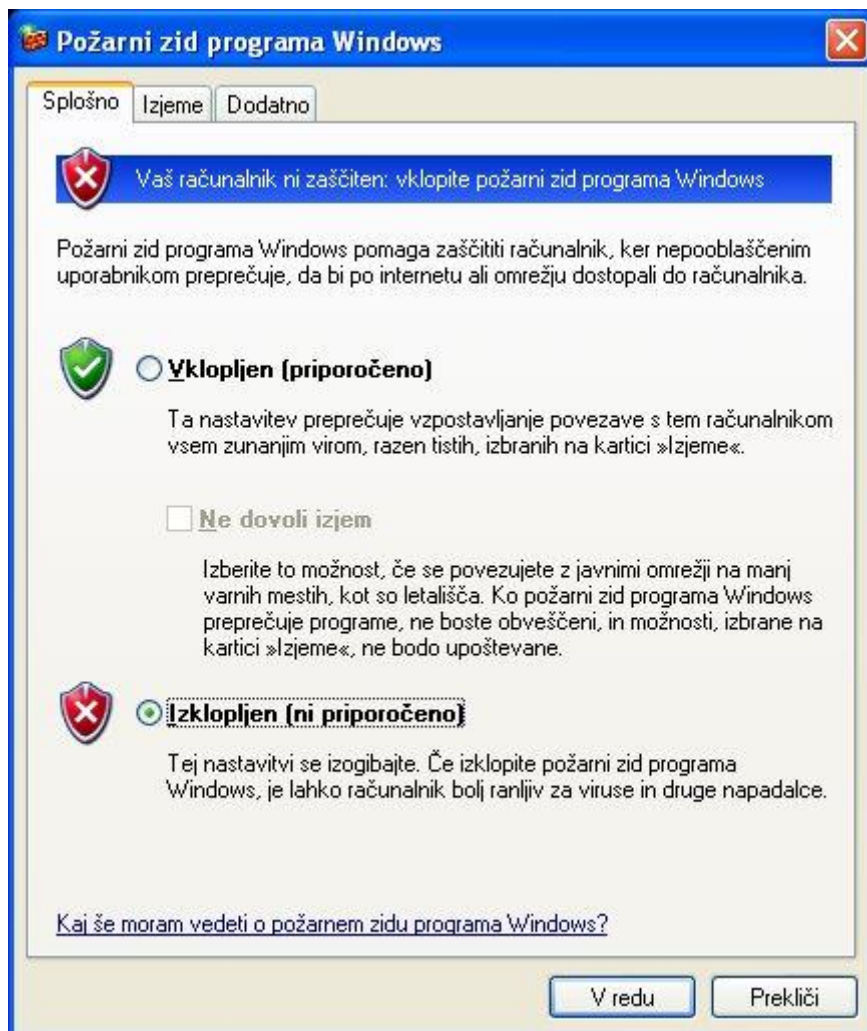 Požarni zid programa Windows
Splošno Izjeme Dodatno
Vaš računalnik ni zaščiten: vklopite požarni zid programa Windows
Požarni zid programa Windows pomaga zaščititi računalnik, ker nepooblaščenim
uporabnikom preprečuje, da bi po internetu ali omrežju dostopali do računalnika.
Vklopljen (priporočeno)
Ta nastavitev preprečuje vzpostavljanje povezave s tem računalnikom
vsem zunanjim virom, razen tistih, izbranih na kartici »Izjeme«.
Ne dovoli izjem
Izberite to možnost, če se povezujete z javnimi omrežji na manj
varnih mestih, kot so letališča. Ko požarni zid programa Windows
preprečuje programe, ne boste obveščeni, in možnosti, izbrane na
kartici »Izjeme«, ne bodo upoštevane.
Izklopljen (ni priporočeno)
Tej nastavitvi se izogibajte. Če izklopite požarni zid programa
Windows, je lahko računalnik bolj ranljiv za viruse in druge napadalce.
Kaj še moram vedeti o požarnem zidu programa Windows?
V redu Prekliči